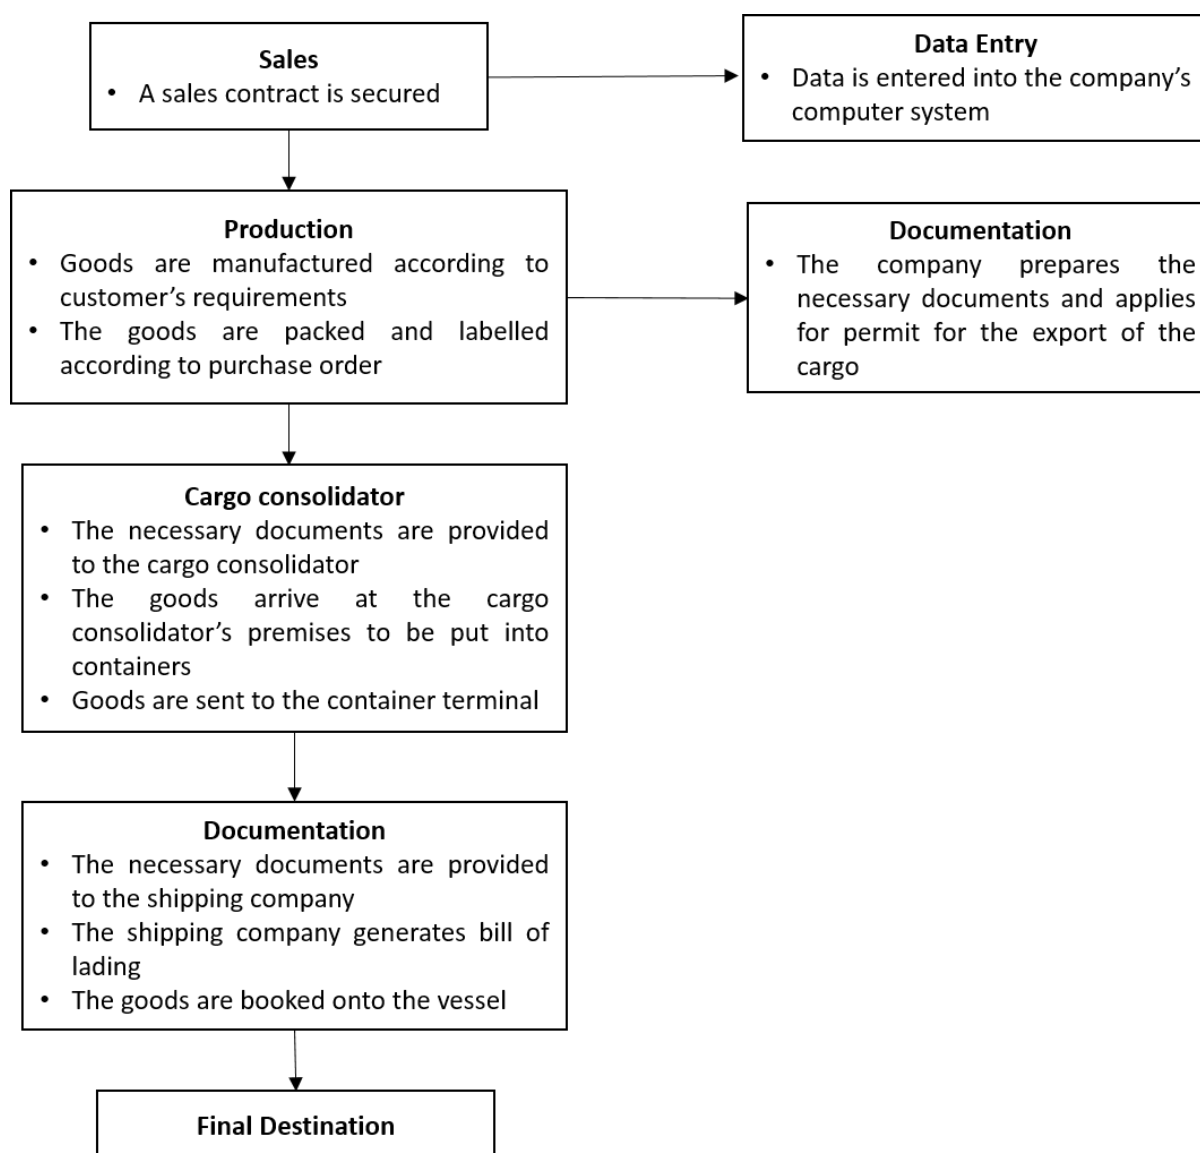 Sales
• A sales contract is secured
Data Entry
• Data is entered into the company's
computer system
Production
• Goods are manufactured according to
customer's requirements
• The goods are packed and labelled
according to purchase order
Documentation
• The company prepares the
necessary documents and applies
for permit for the export of the
cargo
Cargo consolidator
• The necessary documents are provided
to the cargo consolidator
• The goods arrive at the cargo
consolidator's premises to be put into
containers
• Goods are sent to the container terminal
Documentation
• The necessary documents are provided
to the shipping company
• The shipping company generates bill of
lading
• The goods are booked onto the vessel
Final Destination